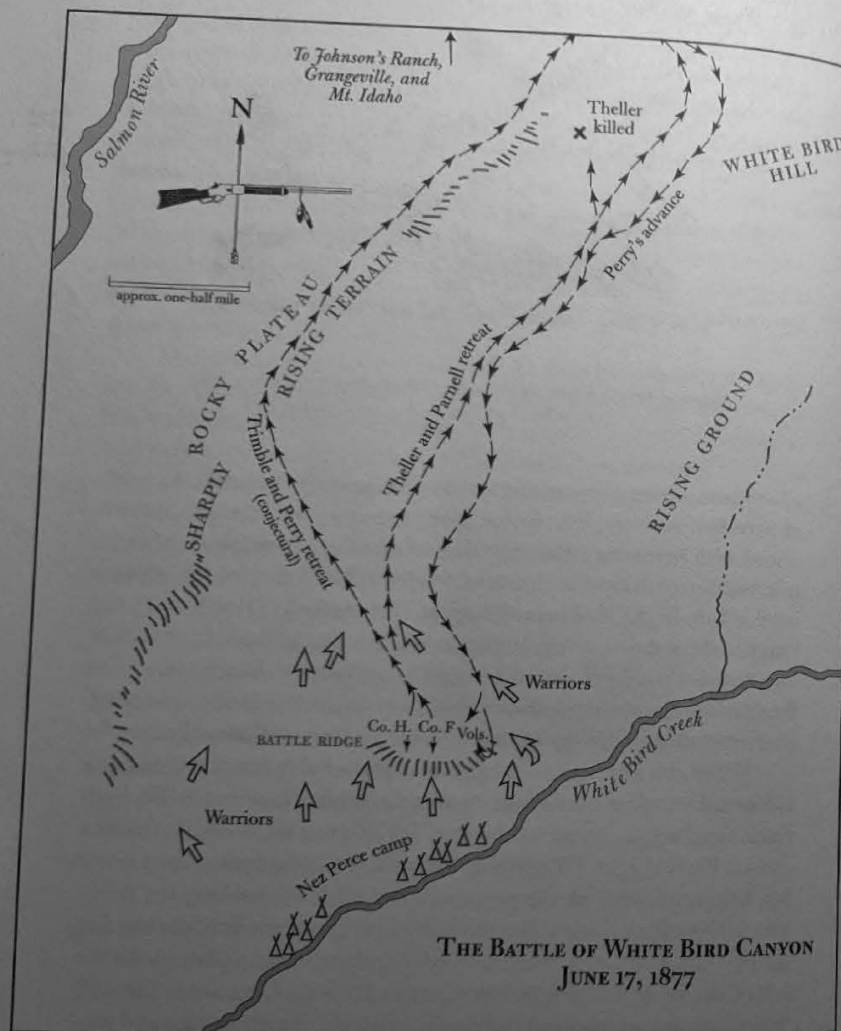 To Johnson's Ranch,
Grangeville, and
Mt. Idaho
Salmon River
N
Theller
killed
WHITE BIRD
HILL
approx. one-half mile
Perry's advance
ROCKY PLATEAU
SHARPLY RISING TERRAIN
Theller and Parnell retreat
Trimble and Perry retreat
(conjectural)
RISING GROUND
Warriors
Co. H. Co. F Vols.
BATTLE RIDGE
White Bird Creek
Warriors
Nez Perce camp
THE BATTLE OF WHITE BIRD CANYON
JUNE 17, 1877